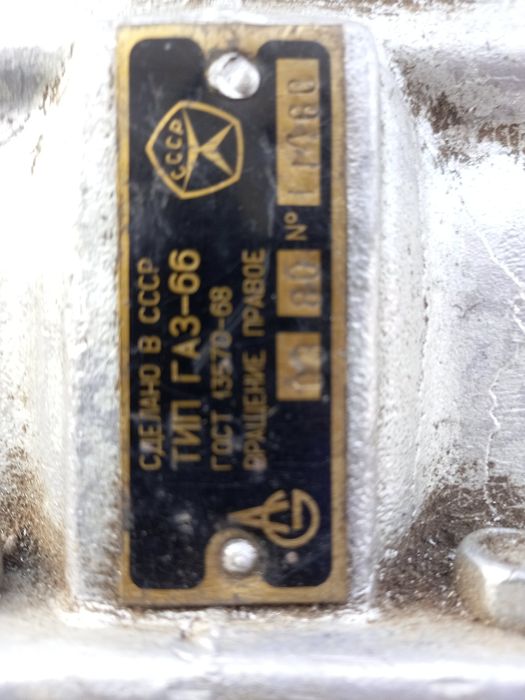 СДЕЛАНО В СССР
СССР
ТИП ГАЗ-66
ГОСТ 13570-68
ВРАЩЕНИЕ ПРАВОЕ
80 №